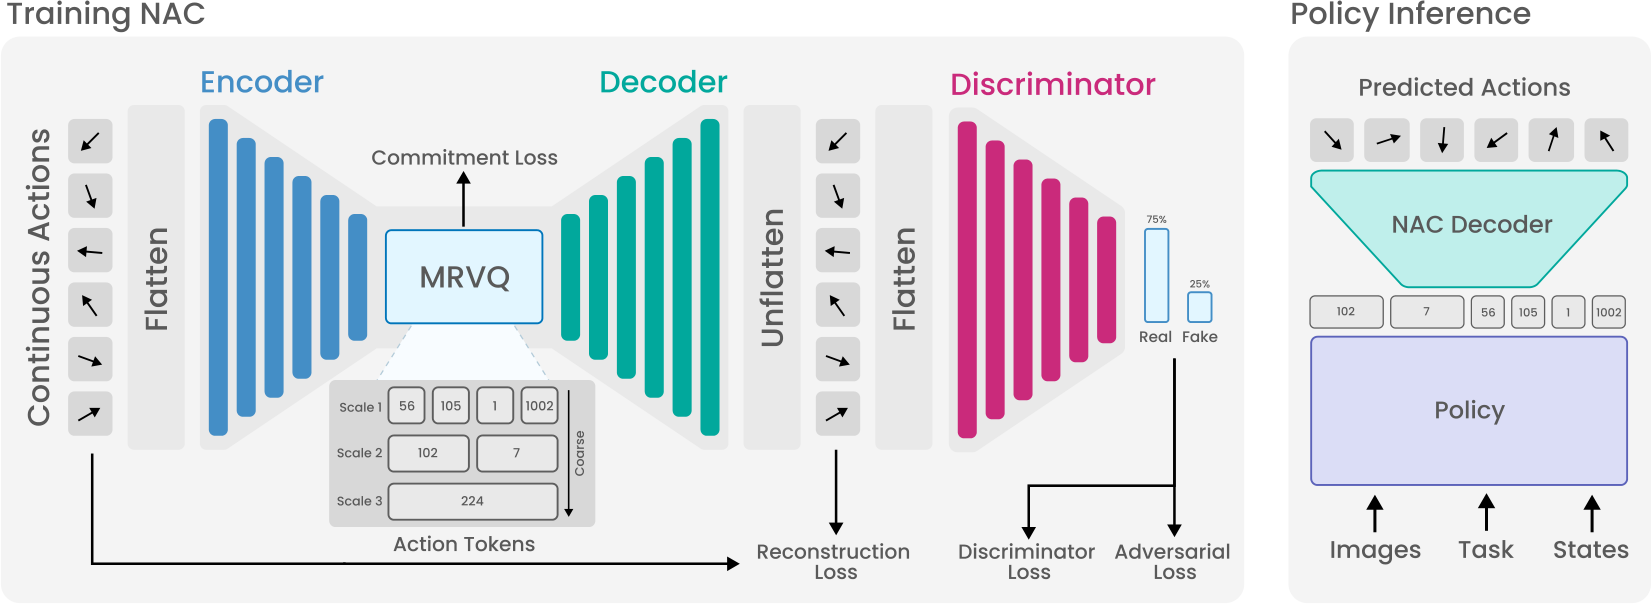 Training NAC
Continuous Actions
Flatten
Encoder
Commitment Loss
MRVQ
Scale 1
56
105
1
1002
Scale 2
102
7
Scale 3
224
Coarse
Action Tokens
Decoder
Unflatten
Flatten
Discriminator
75%
25%
Real
Fake
Reconstruction
Loss
Discriminator
Loss
Adversarial
Loss
Policy Inference
Predicted Actions
NAC Decoder
102
7
56
105
1
1002
Policy
Images
Task
States